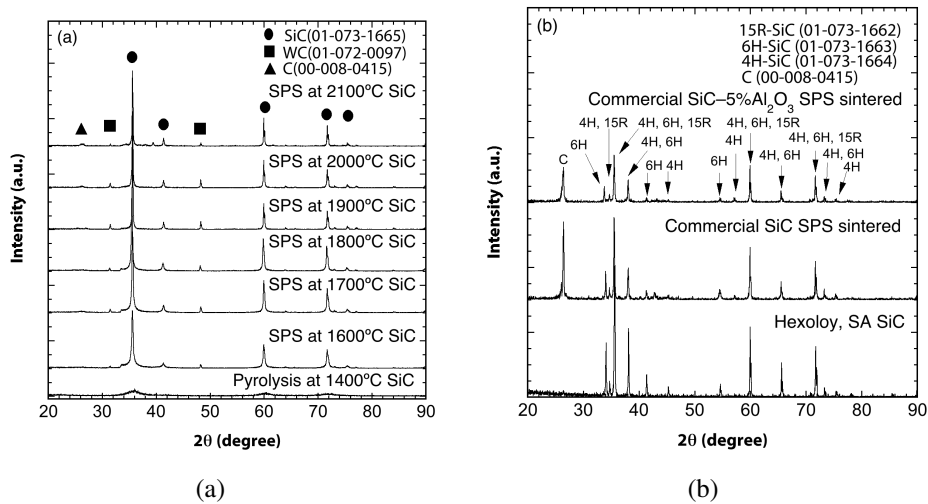 (a)
SiC(01-073-1665)
WC(01-072-0097)
C(00-008-0415)
SPS at 2100ºC SiC
SPS at 2000ºC SiC
SPS at 1900ºC SiC
SPS at 1800ºC SiC
SPS at 1700ºC SiC
SPS at 1600ºC SiC
Pyrolysis at 1400ºC SiC
Intensity (a.u.)
20 30 40 50 60 70 80 90
2θ (degree)
(a)
(b)
15R-SiC (01-073-1662)
6H-SiC (01-073-1663)
4H-SiC (01-073-1664)
C (00-008-0415)
Commercial SiC–5%Al2O3 SPS sintered
4H, 15R
4H, 6H, 15R
4H, 6H, 15R
6H
4H, 6H
4H
4H, 6H, 15R
C
6H 4H
6H
4H, 6H
4H, 6H
4H
Commercial SiC SPS sintered
Hexoloy, SA SiC
Intensity (a.u.)
20 30 40 50 60 70 80 90
2θ (degree)
(b)